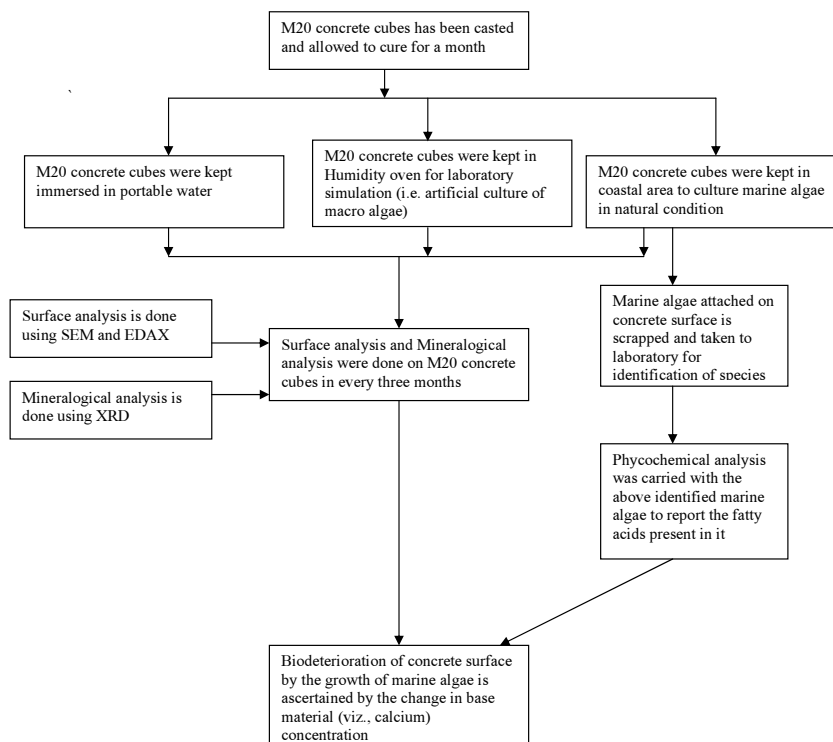 M20 concrete cubes has been casted
and allowed to cure for a month
`
M20 concrete cubes were kept
immersed in portable water
M20 concrete cubes were kept in
Humidity oven for laboratory
simulation (i.e. artificial culture of
macro algae)
M20 concrete cubes were kept in
coastal area to culture marine algae
in natural condition
Surface analysis is done
using SEM and EDAX
Mineralogical analysis is
done using XRD
Surface analysis and Mineralogical
analysis were done on M20 concrete
cubes in every three months
Marine algae attached on
concrete surface is
scrapped and taken to
laboratory for
identification of species
Phycochemical analysis
was carried with the
above identified marine
algae to report the fatty
acids present in it
Biodeterioration of concrete surface
by the growth of marine algae is
ascertained by the change in base
material (viz., calcium)
concentration